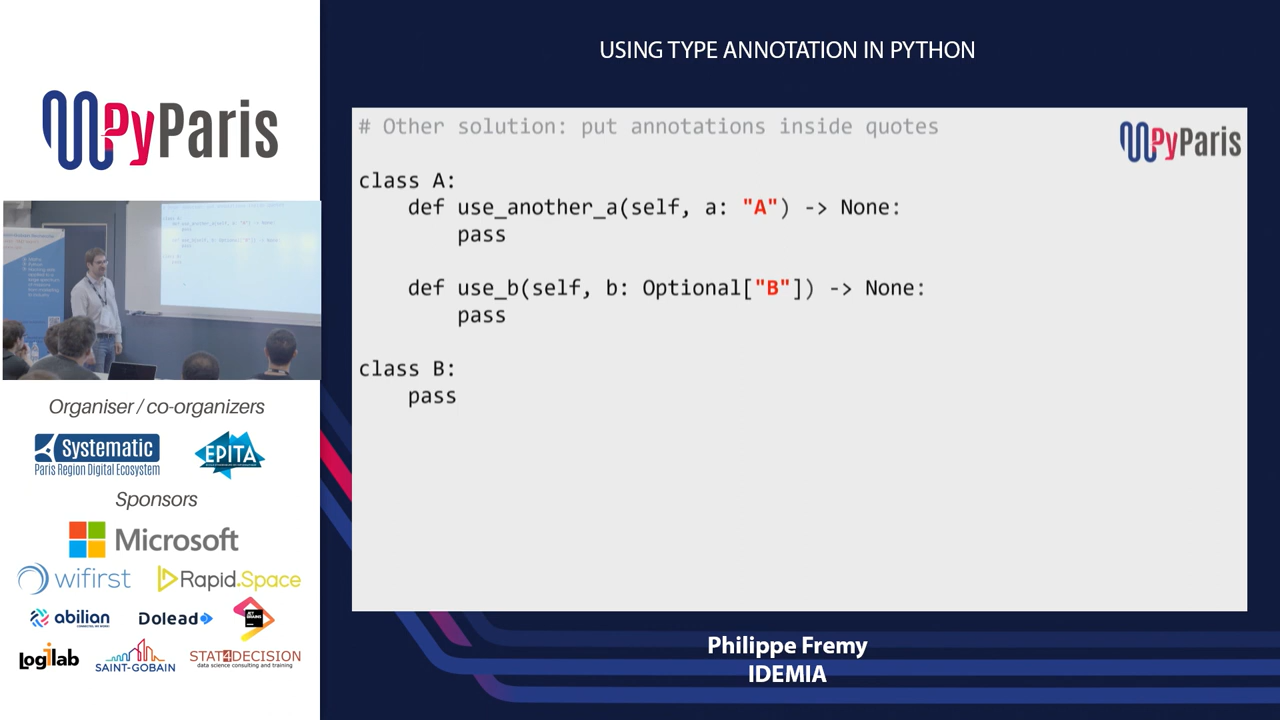 USING TYPE ANNOTATION IN PYTHON
PyParis
# Other solution: put annotations inside quotes
PyParis
class A:
    def use_another_a(self, a: "A") -> None:
        pass
    def use_b(self, b: Optional["B"]) -> None:
        pass
class B:
    pass
Organiser / co-organizers
Systematic
Paris Region Digital Ecosystem
EPITA
Sponsors
Microsoft
wifirst
Rapid.Space
abilian
Dolead
JET
BRAINS
Logilab
SAINT-GOBAIN
STAT4DECISION
data science consulting and training
Philippe Fremy
IDEMIA